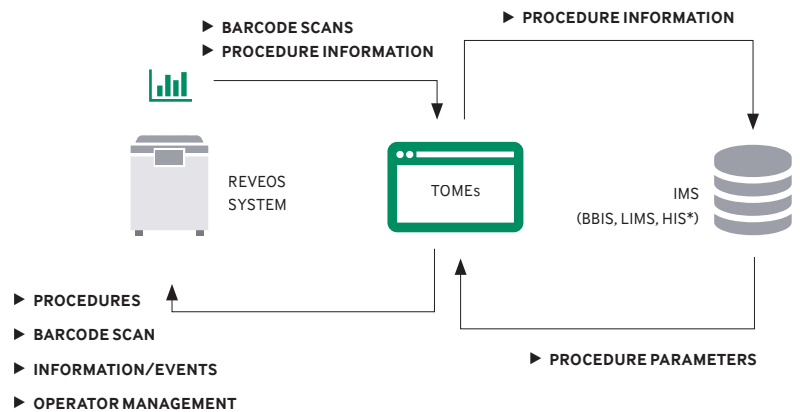 ▶ PROCEDURE INFORMATION
▶ BARCODE SCANS
▶ PROCEDURE INFORMATION
REVEOS
SYSTEM
TOMEs
IMS
(BBIS, LIMS, HIS*)
▶ PROCEDURES
▶ BARCODE SCAN
▶ INFORMATION/EVENTS
▶ OPERATOR MANAGEMENT
▶ PROCEDURE PARAMETERS